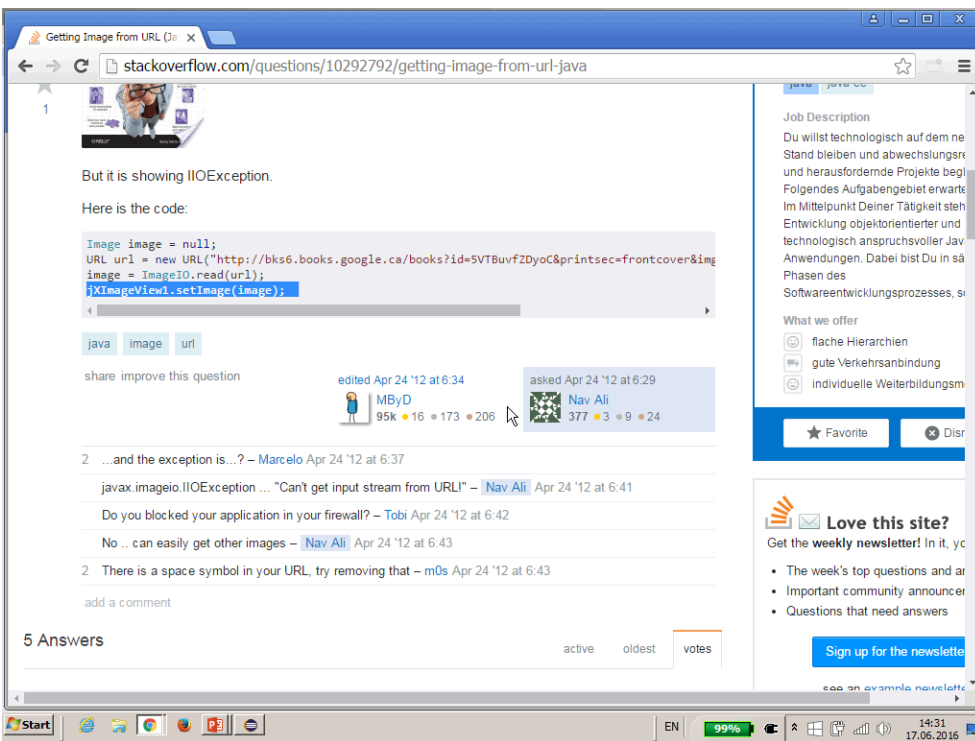 Getting Image from URL (Ja
stackoverflow.com/questions/10292792/getting-image-from-url-java
1
O'REILLY
But it is showing IIOException.
Here is the code:
Image image = null;
URL url = new URL("http://bks6.books.google.ca/books?id=5VTBuvfZDyoC&printsec=frontcover&img
image = ImageIO.read(url);
jXImageView1.setImage(image);
java image url
share improve this question
edited Apr 24 '12 at 6:34
MByD
95k 16 173 206
asked Apr 24 '12 at 6:29
Nav Ali
377 3 9 24
2 ...and the exception is...? – Marcelo Apr 24 '12 at 6:37
javax.imageio.IIOException ... "Can't get input stream from URL!" – Nav Ali Apr 24 '12 at 6:41
Do you blocked your application in your firewall? – Tobi Apr 24 '12 at 6:42
No .. can easily get other images – Nav Ali Apr 24 '12 at 6:43
2 There is a space symbol in your URL, try removing that – m0s Apr 24 '12 at 6:43
add a comment
5 Answers
active oldest votes
java java-ee
Job Description
Du willst technologisch auf dem ne
Stand bleiben und abwechslungsre
und herausfordernde Projekte begl
Folgendes Aufgabengebiet erwarte
Im Mittelpunkt Deiner Tätigkeit steh
Entwicklung objektorientierter und
technologisch anspruchsvoller Jav
Anwendungen. Dabei bist Du in sä
Phasen des
Softwareentwicklungsprozesses, so
What we offer
flache Hierarchien
gute Verkehrsanbindung
individuelle Weiterbildungsm
Favorite
Disr
Love this site?
Get the weekly newsletter! In it, yo
The week's top questions and an
Important community announcer
Questions that need answers
Sign up for the newslette
see an example newslette
Start
EN
99%
14:31
17.06.2016